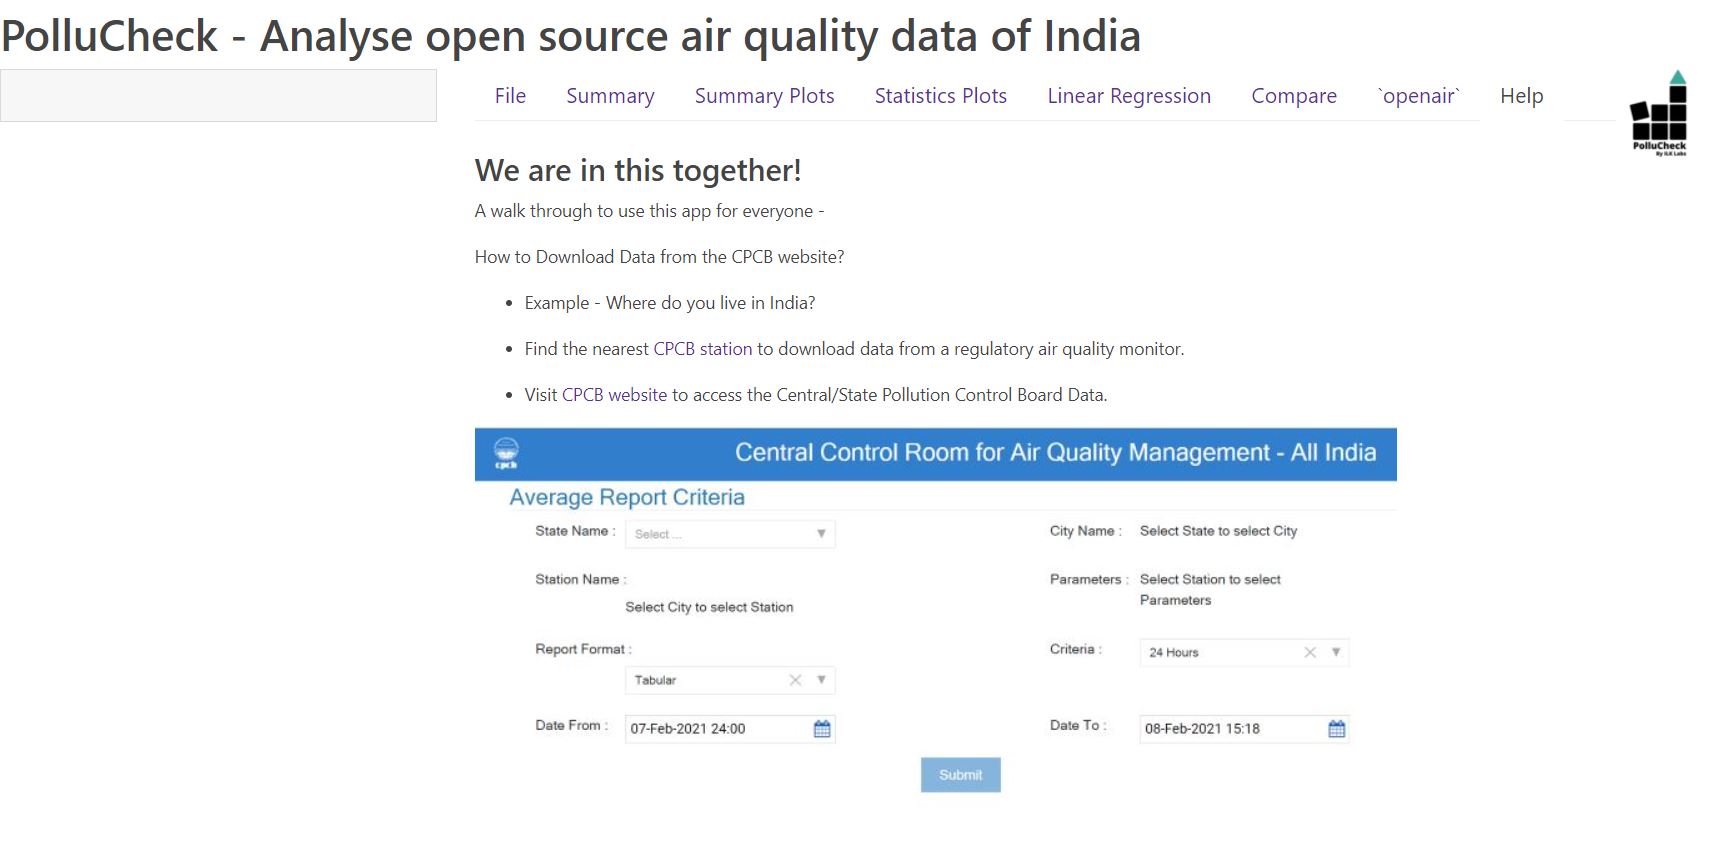 PolluCheck - Analyse open source air quality data of India
File Summary Summary Plots Statistics Plots Linear Regression Compare `openair` Help
PolluCheck
By ILK Labs
We are in this together!
A walk through to use this app for everyone -
How to Download Data from the CPCB website?
• Example - Where do you live in India?
• Find the nearest CPCB station to download data from a regulatory air quality monitor.
• Visit CPCB website to access the Central/State Pollution Control Board Data.
cpcb
Central Control Room for Air Quality Management - All India
Average Report Criteria
State Name : Select ... City Name : Select State to select City
Station Name : Parameters : Select Station to select
Parameters
Select City to select Station
Report Format : Criteria : 24 Hours
Tabular
Date From : 07-Feb-2021 24:00 Date To : 08-Feb-2021 15:18
Submit